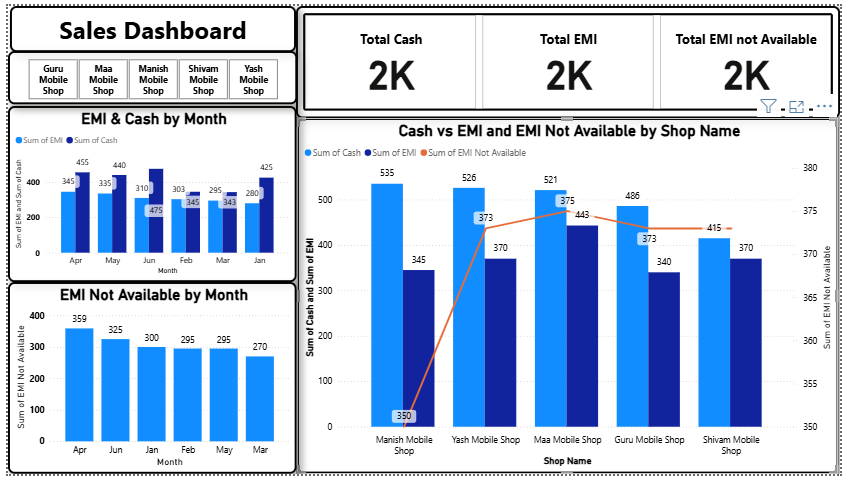 Sales Dashboard
Guru Mobile Shop
Maa Mobile Shop
Manish Mobile Shop
Shivam Mobile Shop
Yash Mobile Shop
Total Cash
2K
Total EMI
2K
Total EMI not Available
2K
EMI & Cash by Month
Sum of EMI Sum of Cash
Sum of EMI and Sum of Cash
400
200
0
345
455
335
440
310
475
303
345
295
343
280
425
Apr May Jun Feb Mar Jan
Month
EMI Not Available by Month
Sum of EMI Not Available
400
300
200
100
0
359 325 300 295 295 270
Apr Jun Jan Feb May Mar
Month
Cash vs EMI and EMI Not Available by Shop Name
Sum of Cash Sum of EMI Sum of EMI Not Available
Sum of Cash and Sum of EMI
500
400
300
200
100
0
535
345
350
526
370
373
521
443
375
486
340
373
415
370
380
375
370
365
360
355
350
Sum of EMI Not Available
Manish Mobile Shop
Yash Mobile Shop
Maa Mobile Shop
Guru Mobile Shop
Shivam Mobile Shop
Shop Name